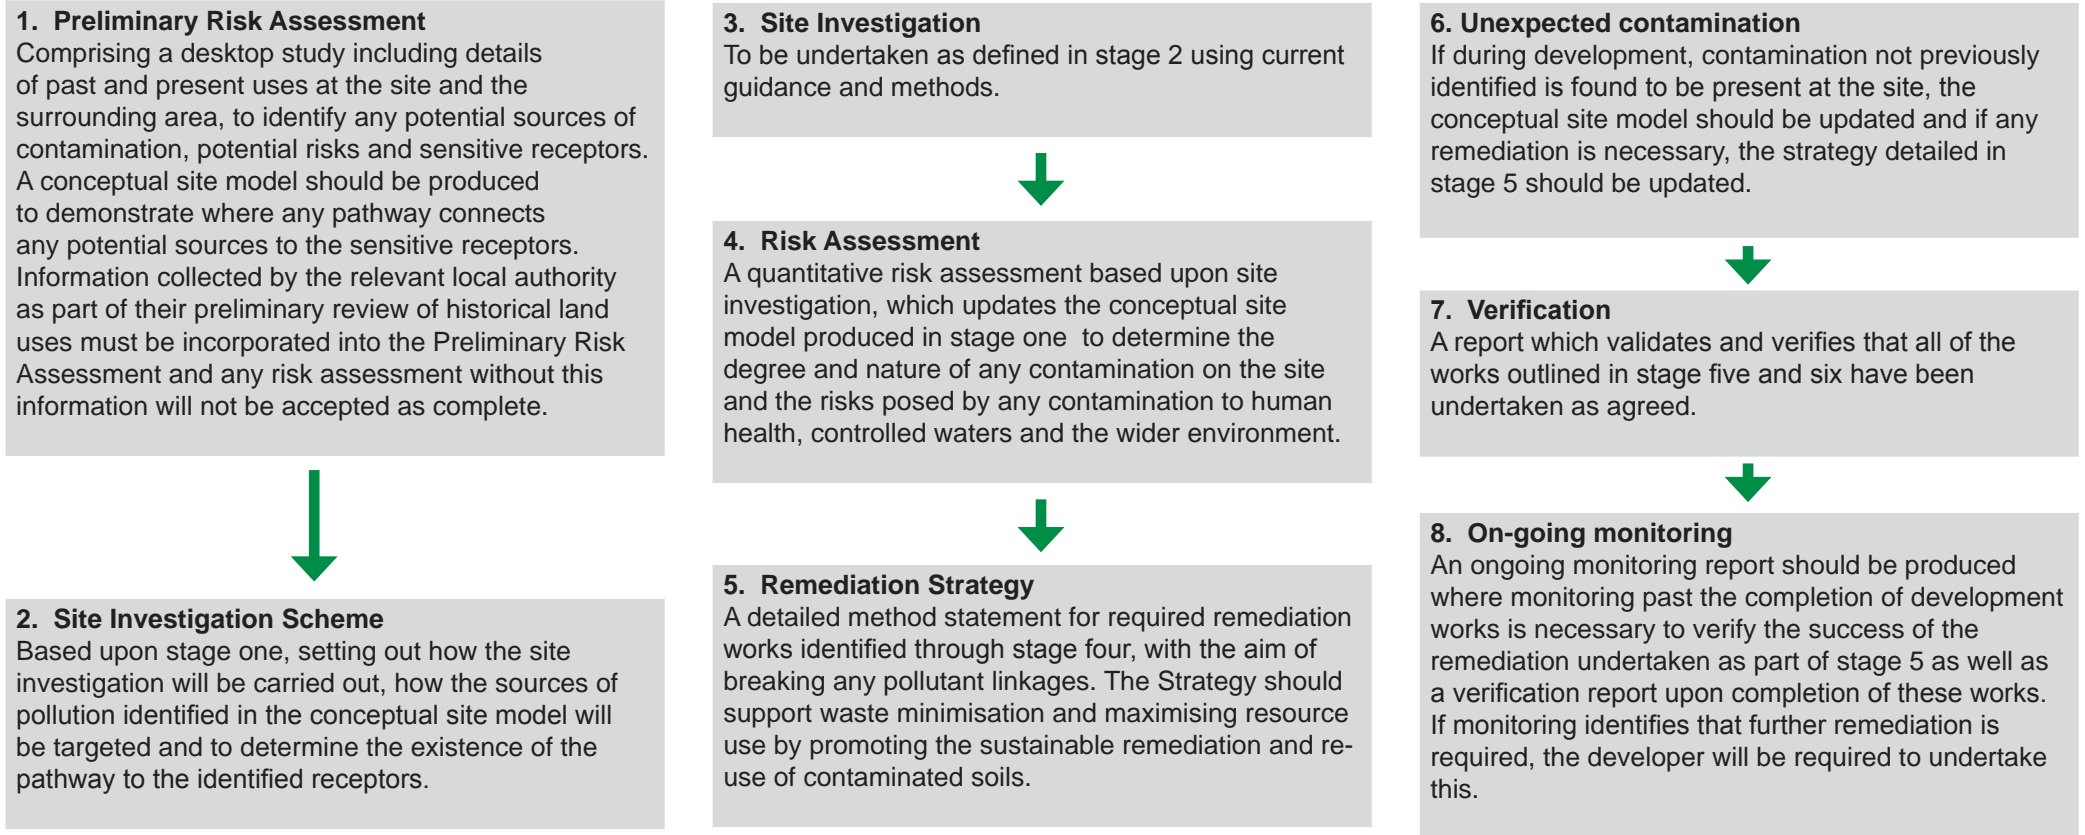 1. Preliminary Risk Assessment
Comprising a desktop study including details
of past and present uses at the site and the
surrounding area, to identify any potential sources of
contamination, potential risks and sensitive receptors.
A conceptual site model should be produced
to demonstrate where any pathway connects
any potential sources to the sensitive receptors.
Information collected by the relevant local authority
as part of their preliminary review of historical land
uses must be incorporated into the Preliminary Risk
Assessment and any risk assessment without this
information will not be accepted as complete.
2. Site Investigation Scheme
Based upon stage one, setting out how the site
investigation will be carried out, how the sources of
pollution identified in the conceptual site model will
be targeted and to determine the existence of the
pathway to the identified receptors.
3. Site Investigation
To be undertaken as defined in stage 2 using current
guidance and methods.
4. Risk Assessment
A quantitative risk assessment based upon site
investigation, which updates the conceptual site
model produced in stage one to determine the
degree and nature of any contamination on the site
and the risks posed by any contamination to human
health, controlled waters and the wider environment.
5. Remediation Strategy
A detailed method statement for required remediation
works identified through stage four, with the aim of
breaking any pollutant linkages. The Strategy should
support waste minimisation and maximising resource
use by promoting the sustainable remediation and re-
use of contaminated soils.
6. Unexpected contamination
If during development, contamination not previously
identified is found to be present at the site, the
conceptual site model should be updated and if any
remediation is necessary, the strategy detailed in
stage 5 should be updated.
7. Verification
A report which validates and verifies that all of the
works outlined in stage five and six have been
undertaken as agreed.
8. On-going monitoring
An ongoing monitoring report should be produced
where monitoring past the completion of development
works is necessary to verify the success of the
remediation undertaken as part of stage 5 as well as
a verification report upon completion of these works.
If monitoring identifies that further remediation is
required, the developer will be required to undertake
this.